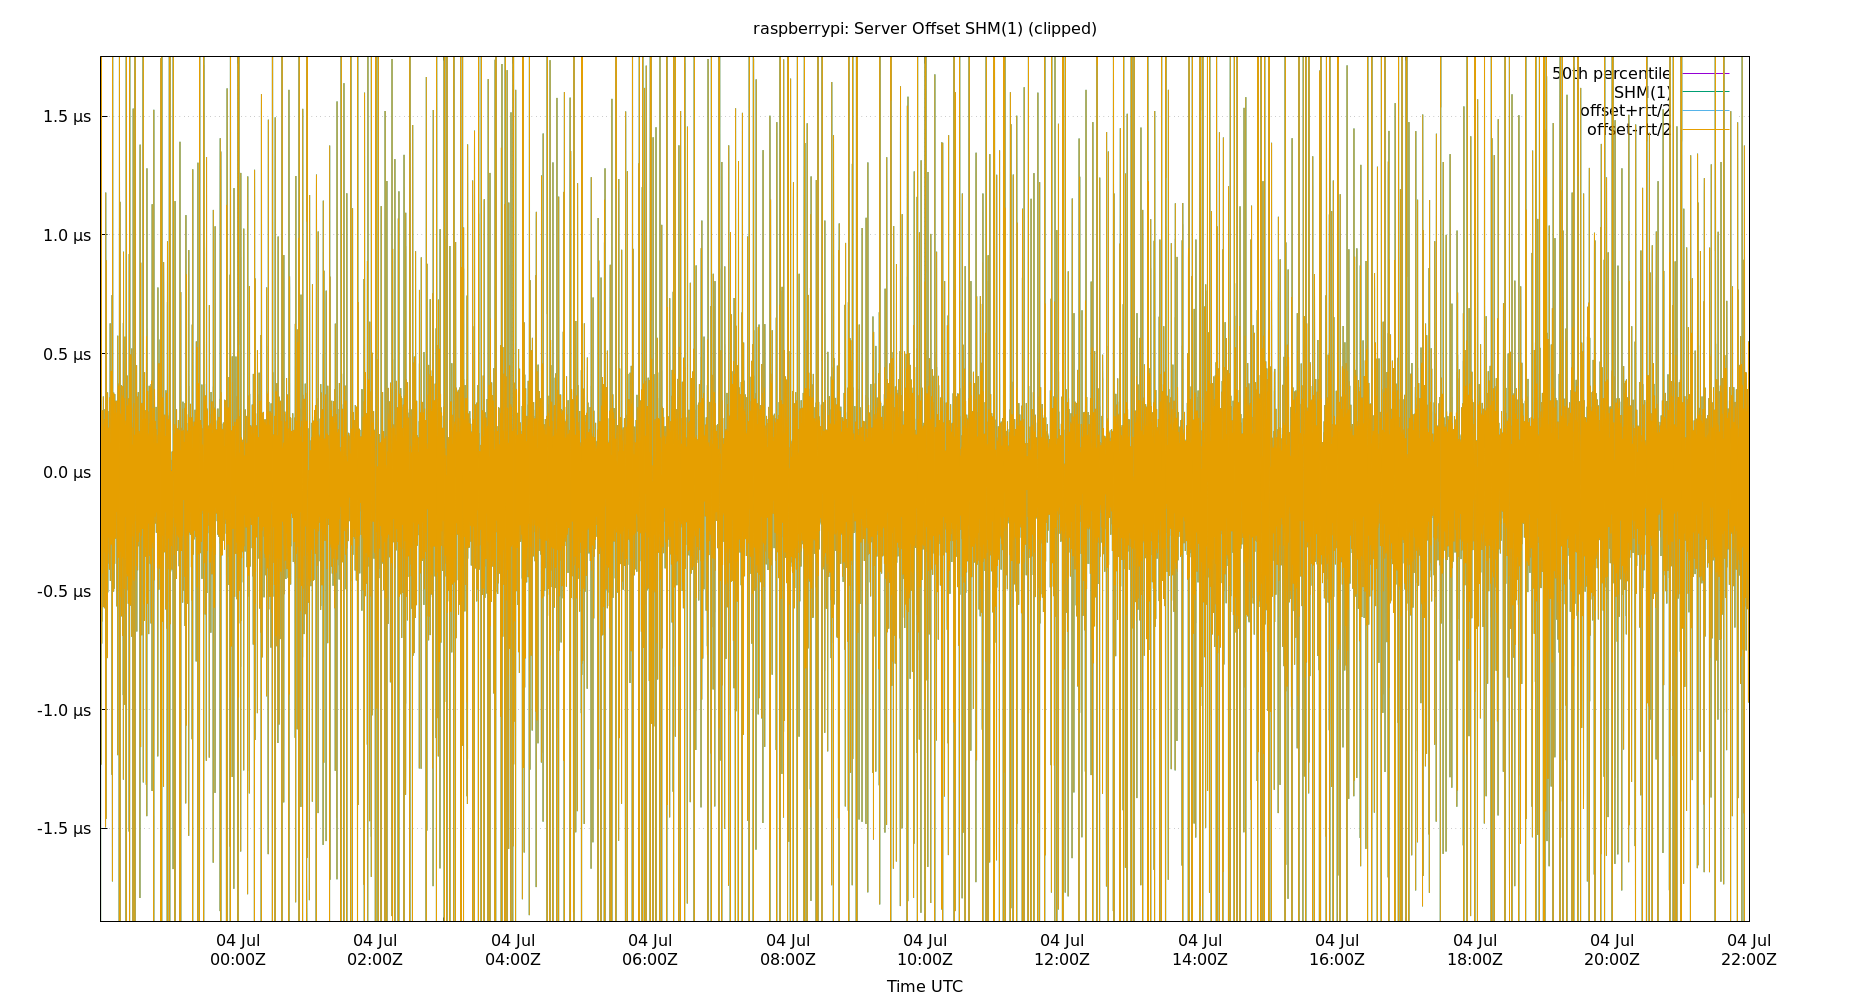 raspberrypi: Server Offset SHM(1) (clipped)
50th percentile
SHM(1)
offset+rtt/2
offset-rtt/2
1.5 µs
1.0 µs
0.5 µs
0.0 µs
-0.5 µs
-1.0 µs
-1.5 µs
04 Jul 04 Jul 04 Jul 04 Jul 04 Jul 04 Jul 04 Jul 04 Jul 04 Jul 04 Jul 04 Jul 04 Jul
00:00Z 02:00Z 04:00Z 06:00Z 08:00Z 10:00Z 12:00Z 14:00Z 16:00Z 18:00Z 20:00Z 22:00Z
Time UTC